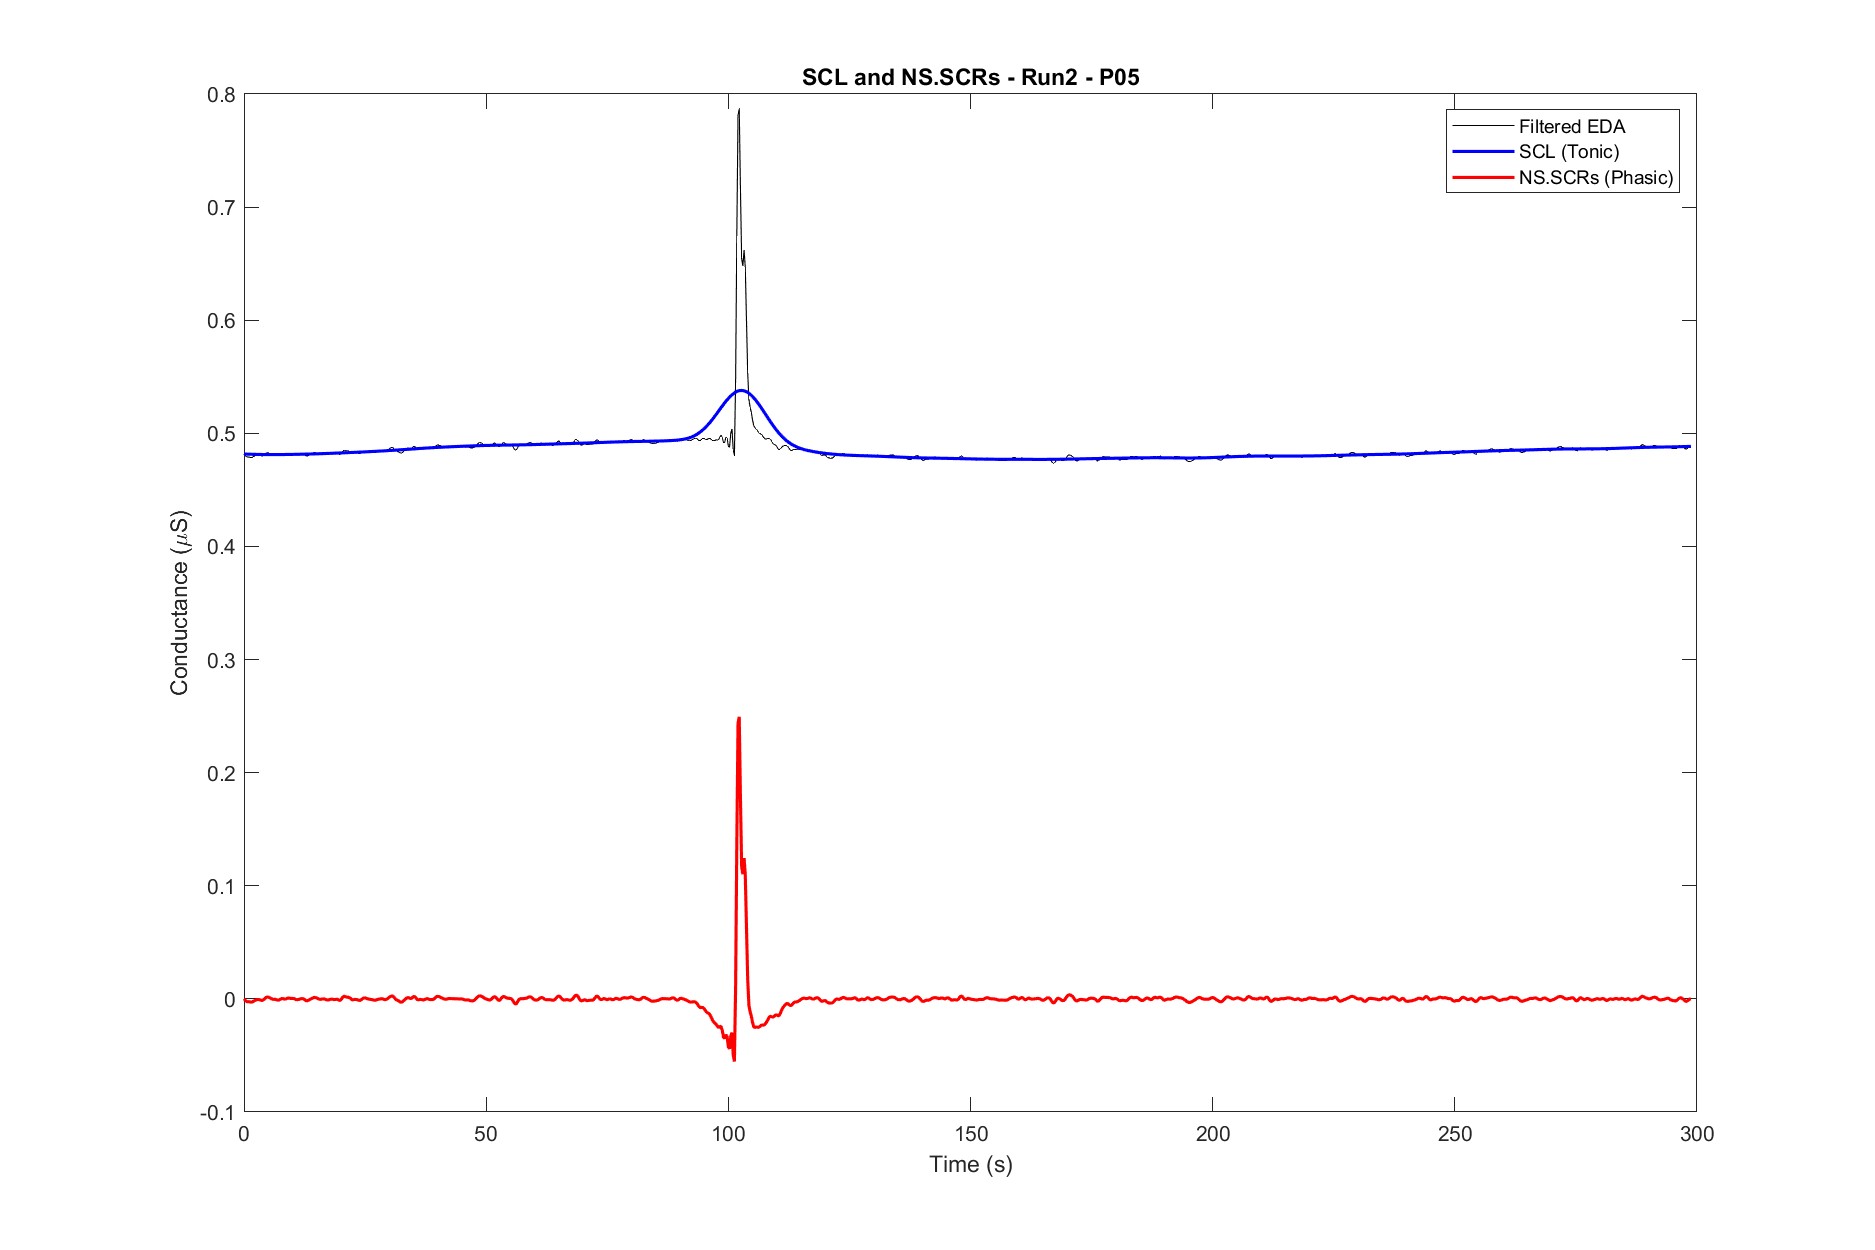 SCL and NS.SCRs - Run2 - P05
Filtered EDA
SCL (Tonic)
NS.SCRs (Phasic)
0.8
0.7
0.6
0.5
0.4
0.3
0.2
0.1
0
-0.1
Conductance (μS)
0 50 100 150 200 250 300
Time (s)